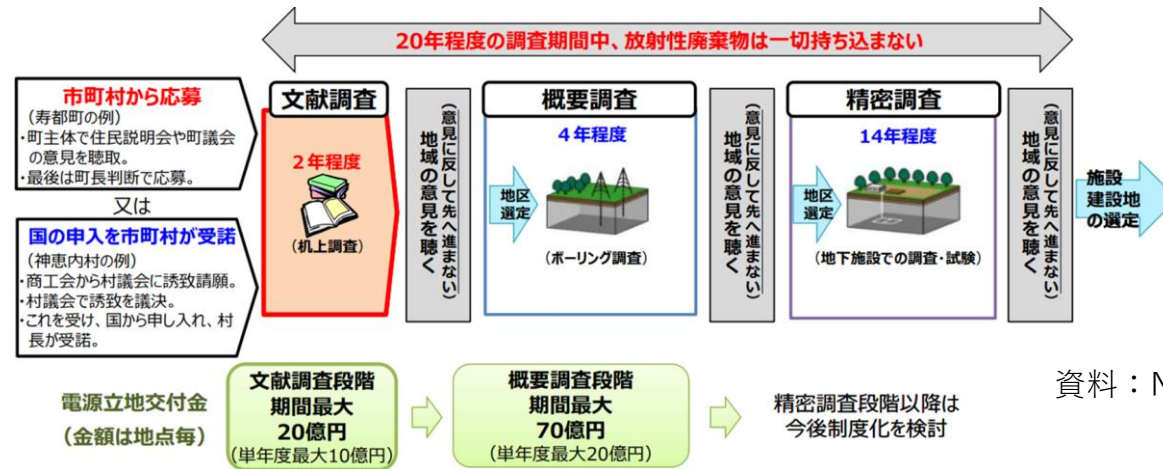 20年程度の調査期間中、放射性廃棄物は一切持ち込まない
市町村から応募
(寿都町の例)
・町主体で住民説明会や町議会
の意見を聴取。
・最後は町長判断で応募。
又は
国の申入を市町村が受諾
(神恵内村の例)
・商工会から村議会に誘致請願。
・村議会で誘致を議決。
・これを受け、国から申し入れ、村
長が受諾。
文献調査
2年程度
(机上調査)
(意見に反して先へ進まない)
地域の意見を聴く
概要調査
4年程度
地区
選定
(ボーリング調査)
(意見に反して先へ進まない)
地域の意見を聴く
精密調査
14年程度
地区
選定
(地下施設での調査・試験)
(意見に反して先へ進まない)
地域の意見を聴く
施設
建設地
の選定
電源立地交付金
(金額は地点毎)
文献調査段階
期間最大
20億円
(単年度最大10億円)
概要調査段階
期間最大
70億円
(単年度最大20億円)
精密調査段階以降は
今後制度化を検討
資料：N